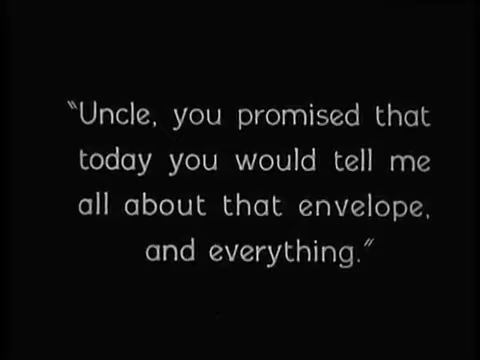 "Uncle, you promised that
today you would tell me
all about that envelope,
and everything."